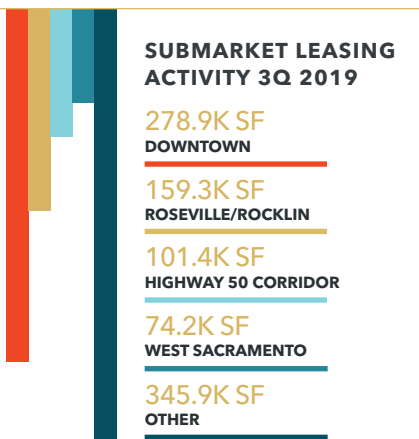 SUBMARKET LEASING
ACTIVITY 3Q 2019
278.9K SF
DOWNTOWN
159.3K SF
ROSEVILLE/ROCKLIN
101.4K SF
HIGHWAY 50 CORRIDOR
74.2K SF
WEST SACRAMENTO
345.9K SF
OTHER